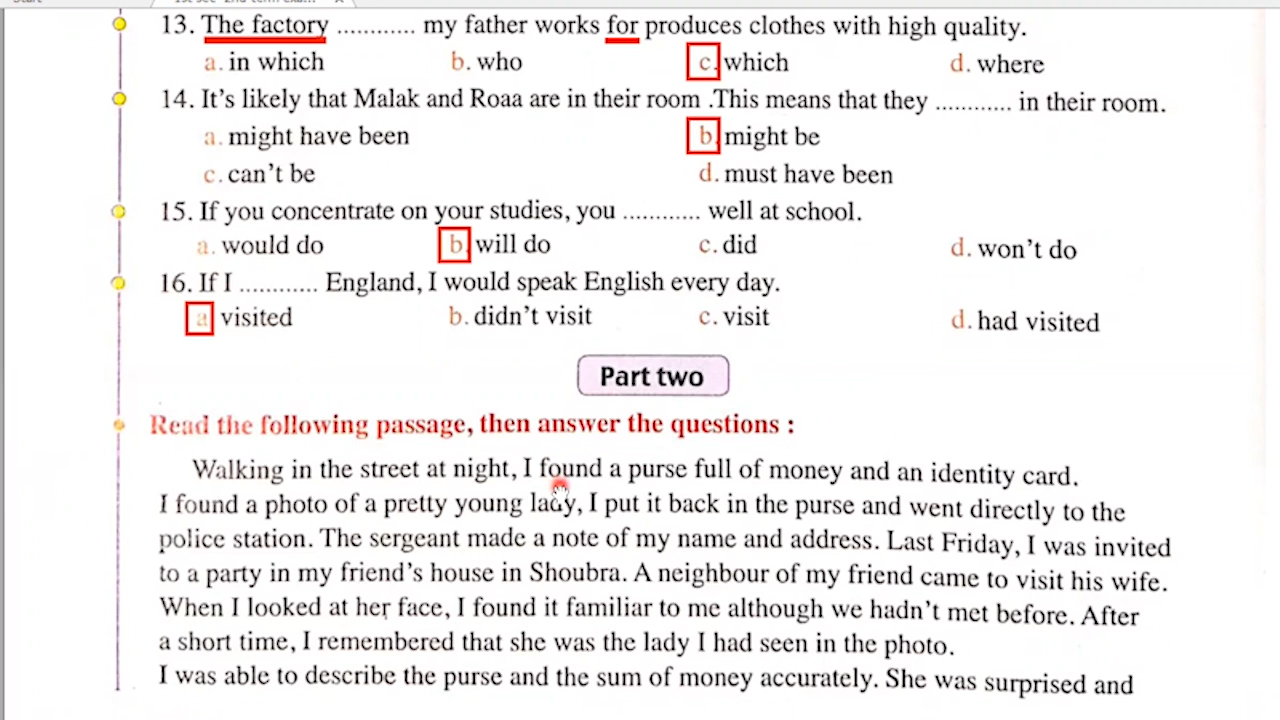 13. The factory ............ my father works for produces clothes with high quality.
a. in which b. who c. which d. where
14. It's likely that Malak and Roaa are in their room .This means that they ............ in their room.
a. might have been b. might be
c. can't be d. must have been
15. If you concentrate on your studies, you ............ well at school.
a. would do b. will do c. did d. won't do
16. If I ............ England, I would speak English every day.
a visited b. didn't visit c. visit d. had visited
Part two
Read the following passage, then answer the questions :
Walking in the street at night, I found a purse full of money and an identity card.
I found a photo of a pretty young lady, I put it back in the purse and went directly to the
police station. The sergeant made a note of my name and address. Last Friday, I was invited
to a party in my friend's house in Shoubra. A neighbour of my friend came to visit his wife.
When I looked at her face, I found it familiar to me although we hadn't met before. After
a short time, I remembered that she was the lady I had seen in the photo.
I was able to describe the purse and the sum of money accurately. She was surprised and